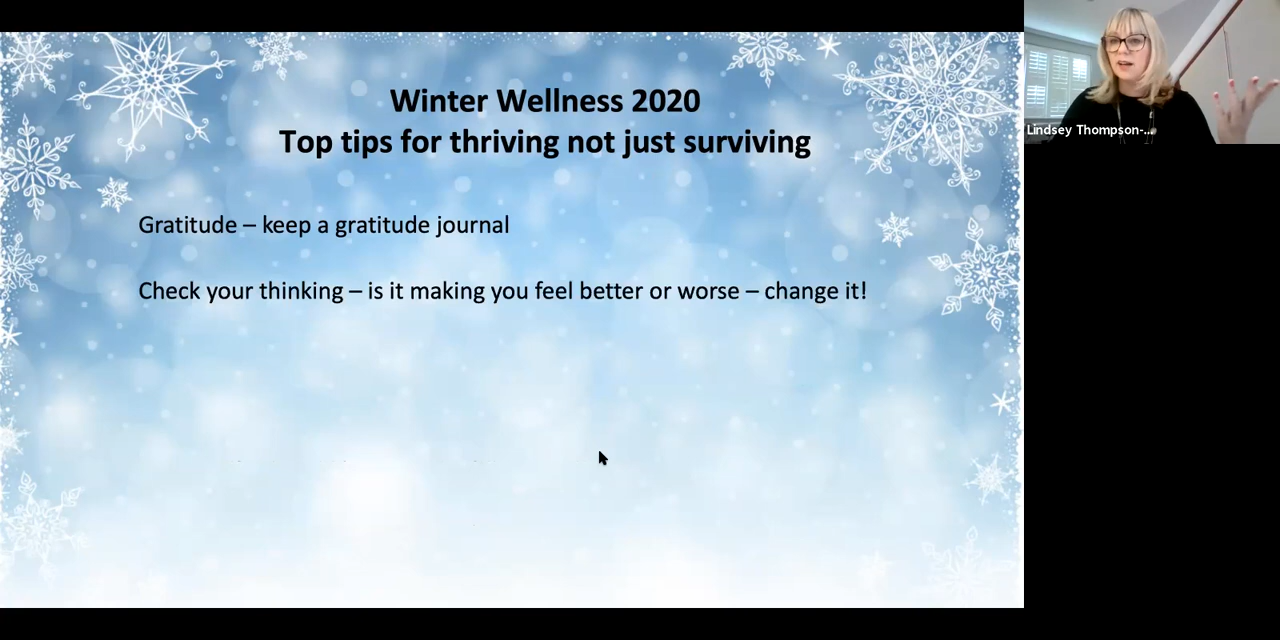 Winter Wellness 2020
Top tips for thriving not just surviving
Gratitude – keep a gratitude journal
Check your thinking – is it making you feel better or worse – change it!
Lindsey Thompson-...